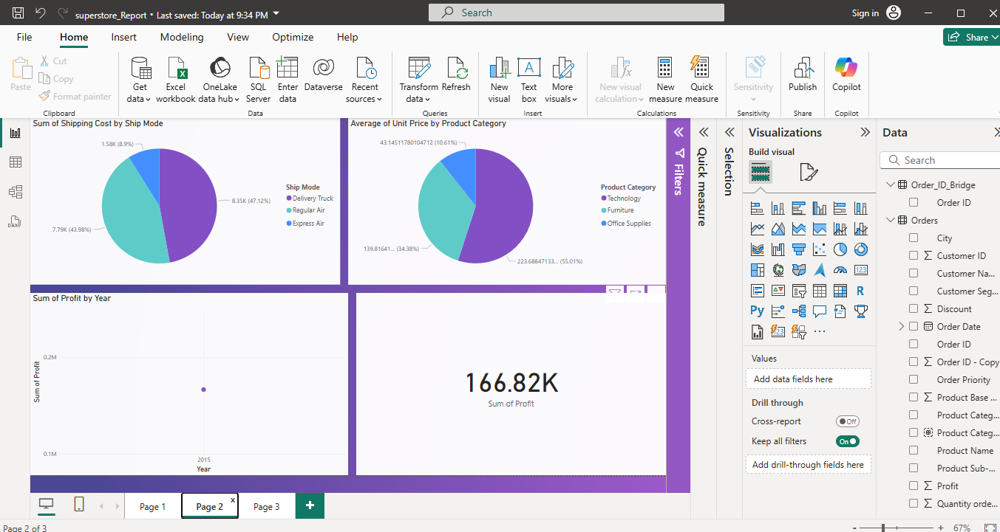 superstore_Report • Last saved: Today at 9:34 PM
Search
Sign in
File Home Insert Modeling View Optimize Help
Share
Paste
Cut
Copy
Format painter
Clipboard
Get data
Excel workbook
OneLake data hub
SQL Server
Enter data
Dataverse
Recent sources
Data
Transform data
Refresh
Queries
New visual
Text box
More visuals
Insert
New visual calculation
New measure
Quick measure
Calculations
Sensitivity
Sensitivity
Publish
Share
Copilot
Copilot
Sum of Shipping Cost by Ship Mode
1.58K (8.9%)
8.35K (47.12%)
7.79K (43.98%)
Ship Mode
Delivery Truck
Regular Air
Express Air
Average of Unit Price by Product Category
43.14511780104712 (10.61%)
139.81641... (34.38%)
223.68847133... (55.01%)
Product Category
Technology
Furniture
Office Supplies
Sum of Profit by Year
Sum of Profit
0.2M
0.1M
2015
Year
166.82K
Sum of Profit
Filters
Quick measure
Selection
Visualizations
Build visual
123
R
Py
123
Values
Add data fields here
Drill through
Cross-report
Off
Keep all filters
On
Add drill-through fields here
Data
Search
Order_ID_Bridge
Order ID
Orders
City
Customer ID
Customer Na...
Customer Seg...
Discount
Order Date
Order ID
Order ID - Copy
Order Priority
Product Base ...
Product Categ...
Product Categ...
Product Name
Product Sub-...
Profit
Quantity orde...
DAX
Page 1
Page 2
x
Page 3
+
Page 2 of 3
- + 67%